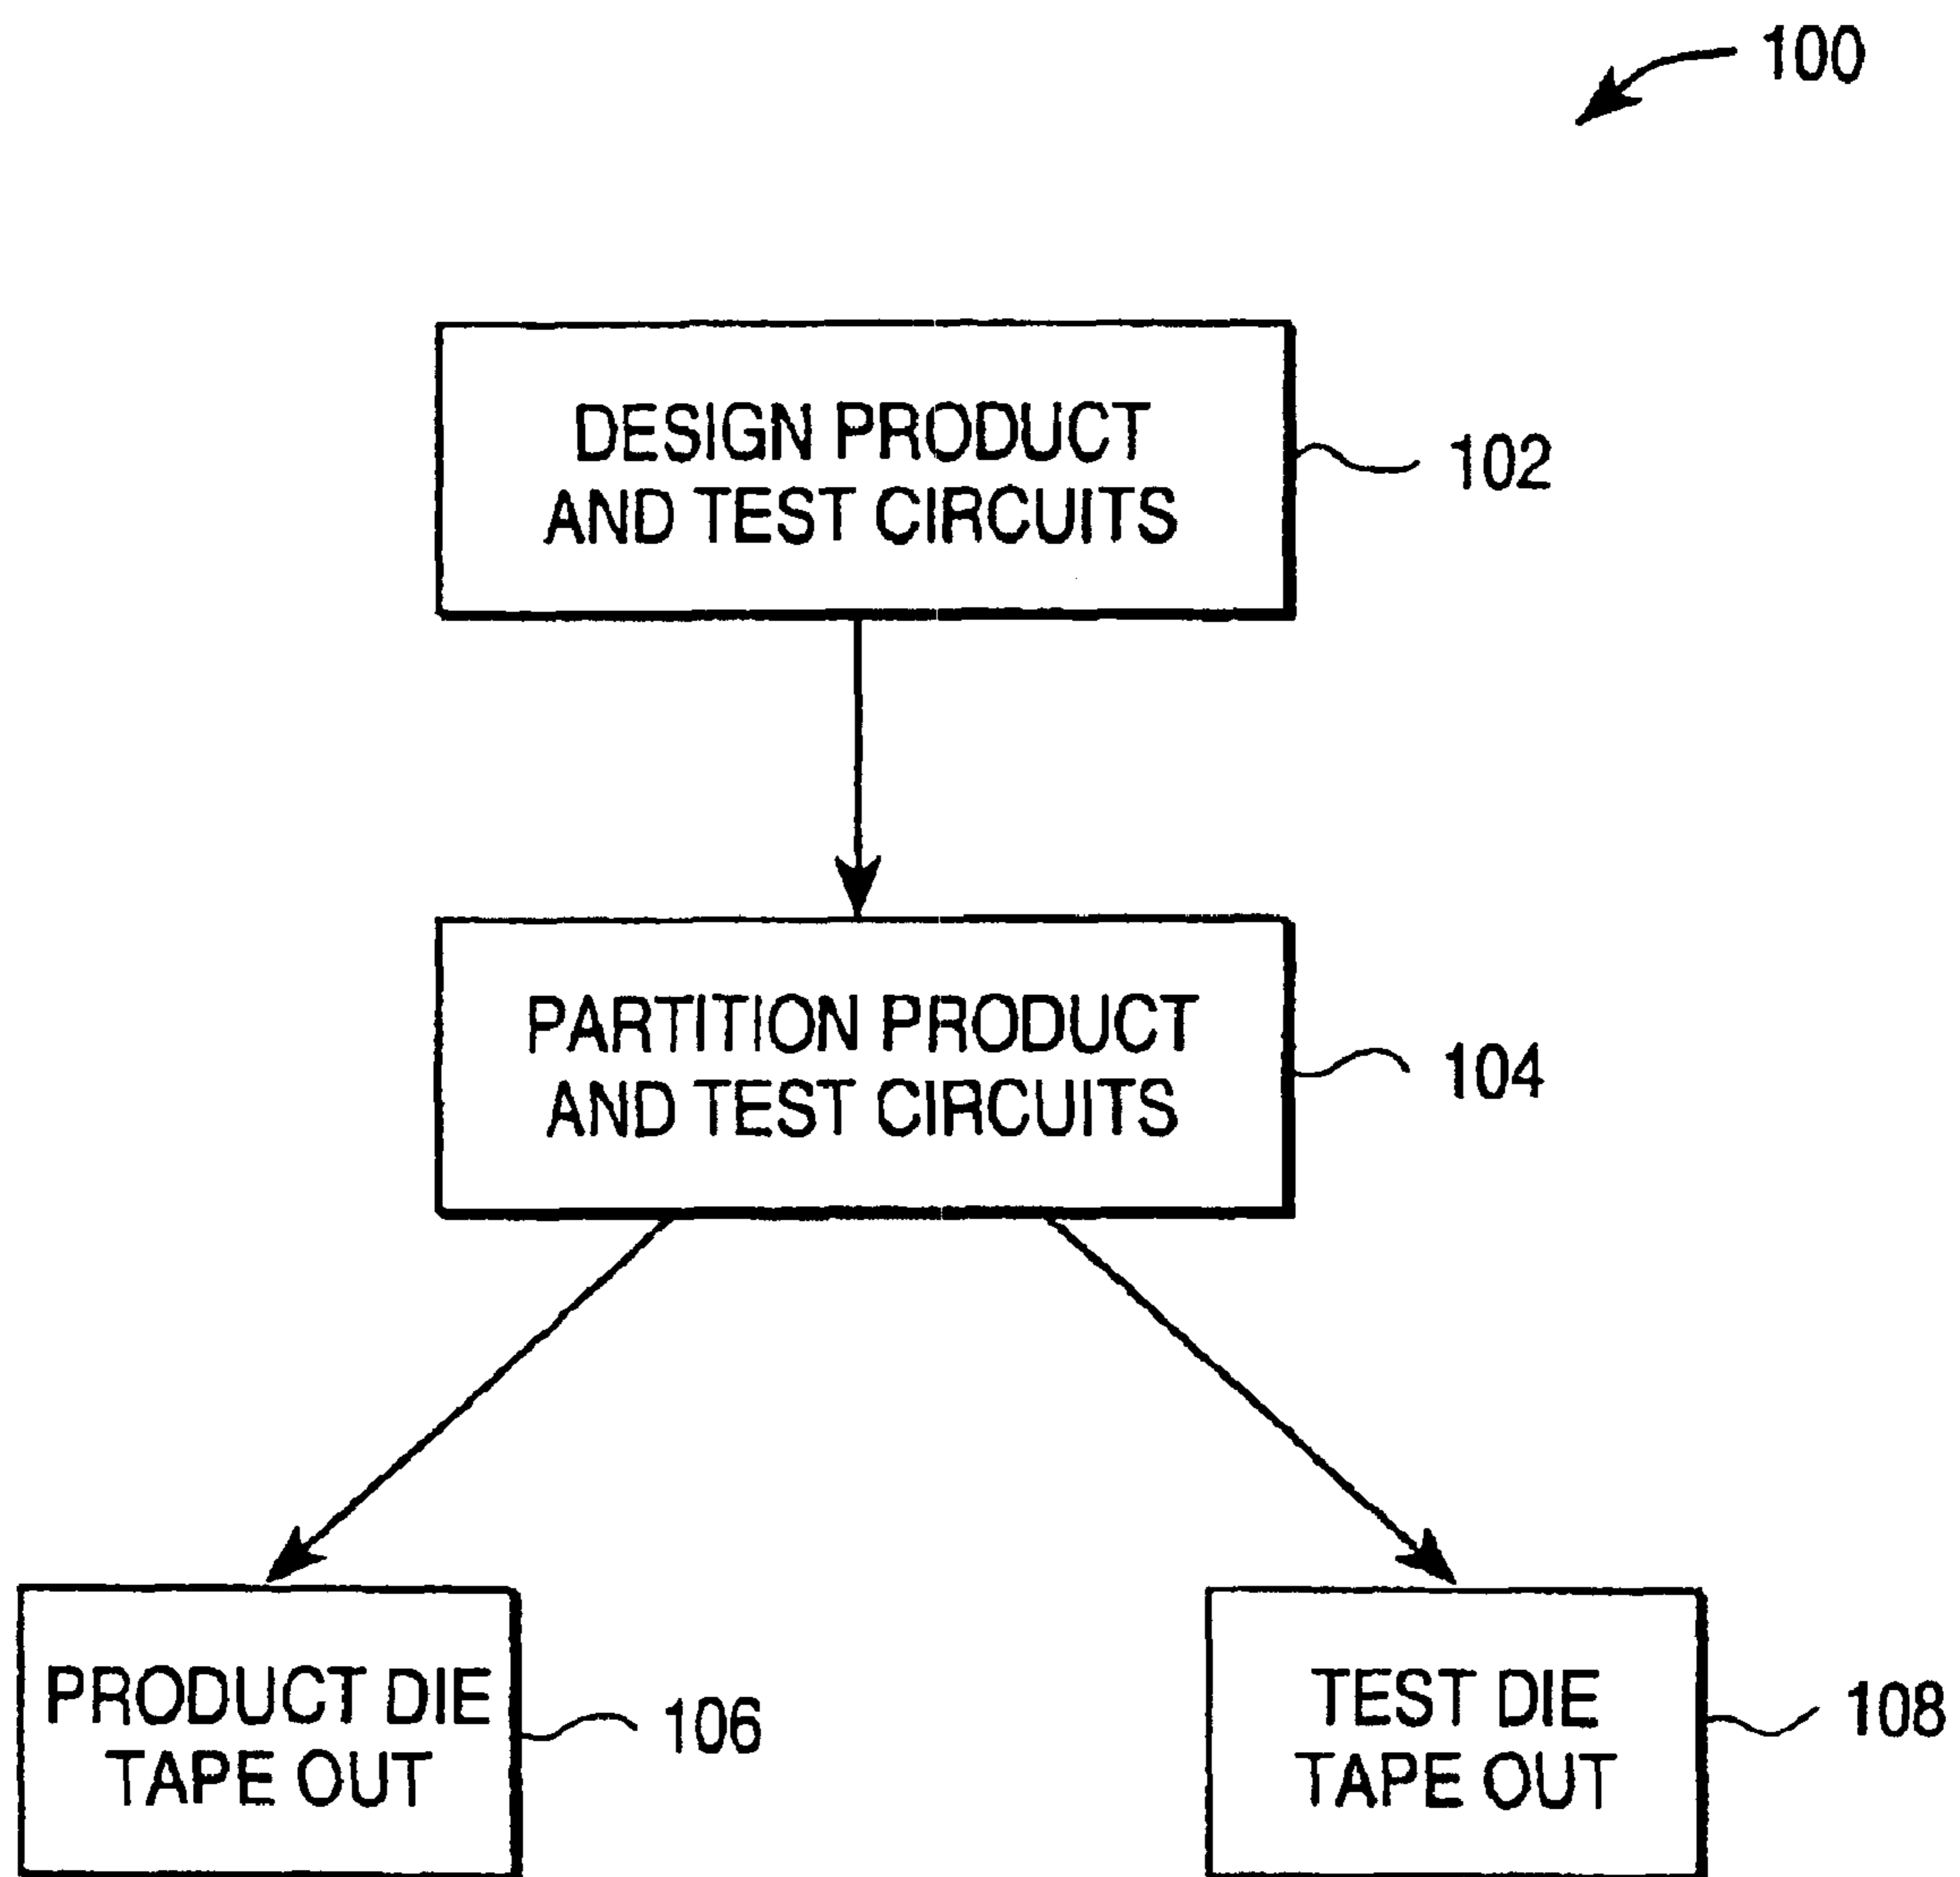 100
DESIGN PRODUCT
AND TEST CIRCUITS
102
PARTITION PRODUCT
AND TEST CIRCUITS
104
PRODUCT DIE
TAPE OUT
106
TEST DIE
TAPE OUT
108